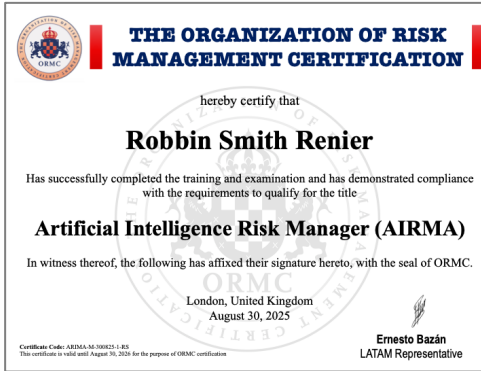 THE ORGANIZATION OF RISK
MANAGEMENT CERTIFICATION
ORMC
hereby certify that
Robbin Smith Renier
Has successfully completed the training and examination and has demonstrated compliance
with the requirements to qualify for the title
Artificial Intelligence Risk Manager (AIRMA)
In witness thereof, the following has affixed their signature hereto, with the seal of ORMC.
ORMC
London, United Kingdom
August 30, 2025
Ernesto Bazán
LATAM Representative
Certificate Code: ARIMA-M-300825-1-RS
This certificate is valid until August 30, 2026 for the purpose of ORMC certification